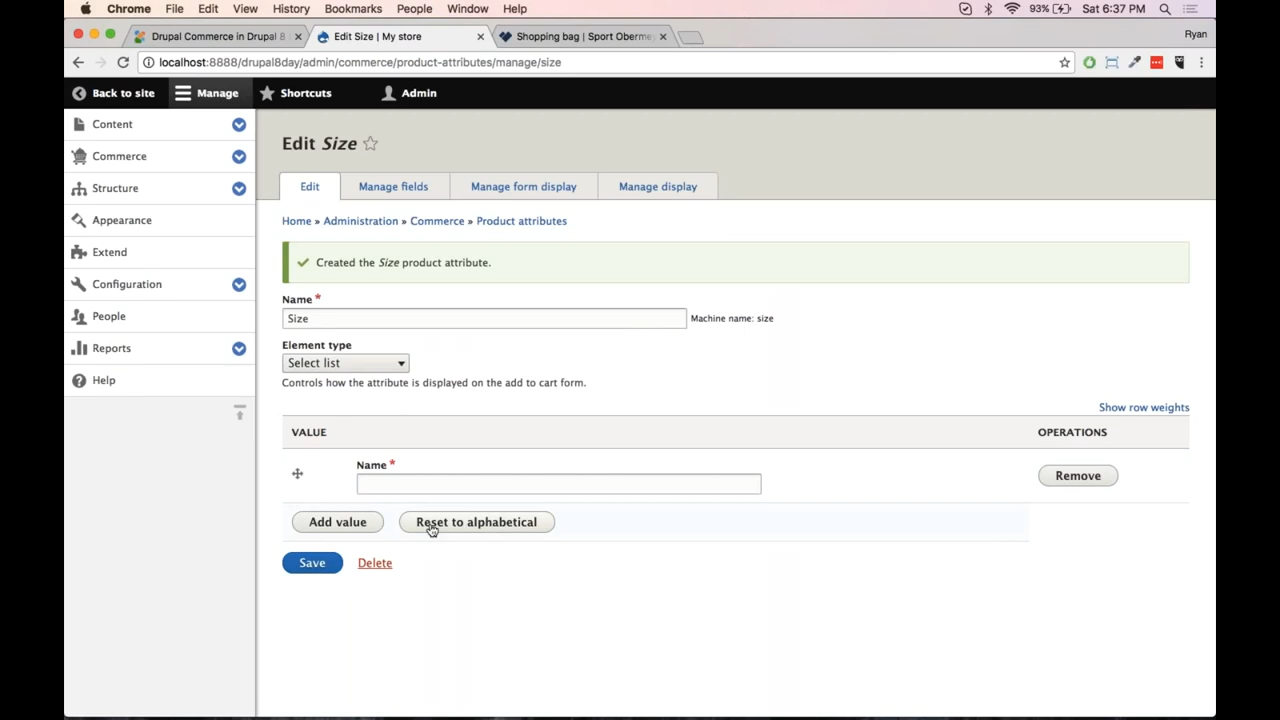 Chrome File Edit View History Bookmarks People Window Help 93% Sat 6:37 PM
Drupal Commerce in Drupal 8 Edit Size | My store Shopping bag | Sport Oberme Ryan
localhost:8888/drupal8day/admin/commerce/product-attributes/manage/size
Back to site Manage Shortcuts Admin
Content
Commerce
Structure
Appearance
Extend
Configuration
People
Reports
Help
Edit Size
Edit Manage fields Manage form display Manage display
Home » Administration » Commerce » Product attributes
Created the Size product attribute.
Name *
Size Machine name: size
Element type
Select list
Controls how the attribute is displayed on the add to cart form.
Show row weights
VALUE OPERATIONS
Name *
Remove
Add value Reset to alphabetical
Save Delete